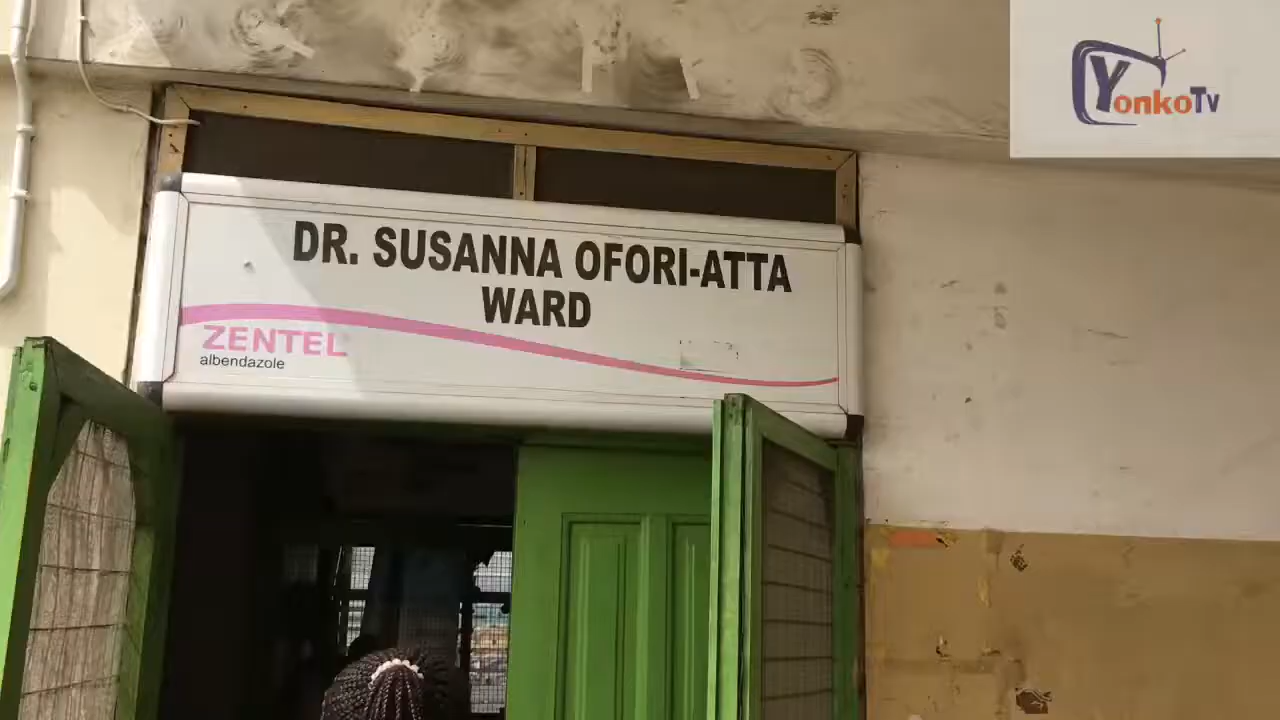 YonkoTv
DR. SUSANNA OFORI-ATTA
WARD
ZENTEL
albendazole